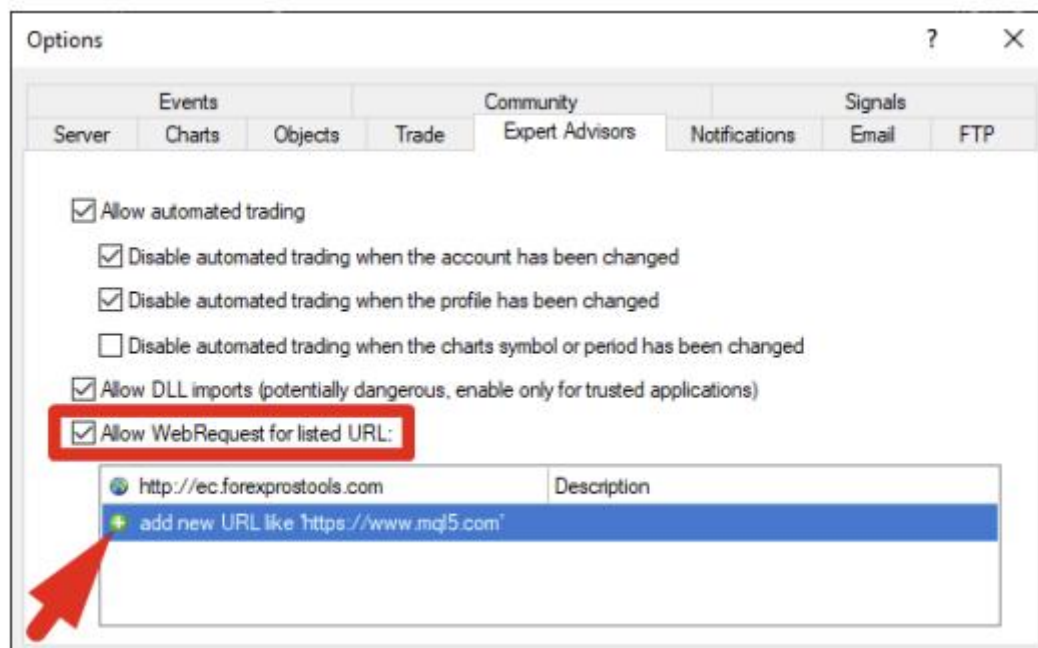 Options ? X
Events Community Signals
Server Charts Objects Trade Expert Advisors Notifications Email FTP
Allow automated trading
Disable automated trading when the account has been changed
Disable automated trading when the profile has been changed
Disable automated trading when the charts symbol or period has been changed
Allow DLL imports (potentially dangerous, enable only for trusted applications)
Allow WebRequest for listed URL:
http://ec.forexprostools.com Description
add new URL like 'https://www.mql5.com'